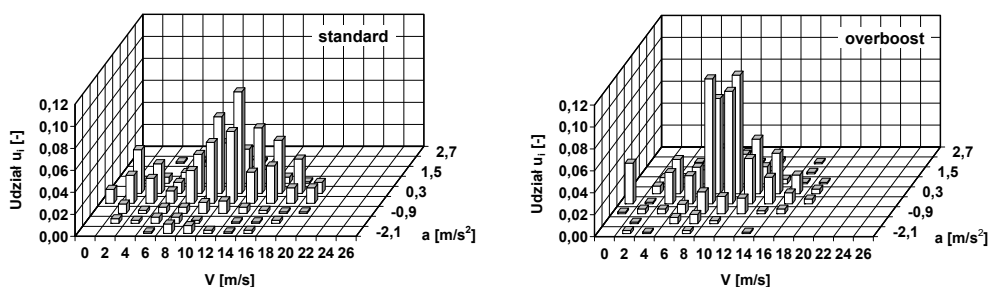 standard
0,12
0,10
0,08
0,06
0,04
0,02
0,00
Udział uᵢ [-]
0 2 4 6 8 10 12 14 16 18 20 22 24 26
V [m/s]
2,7
1,5
0,3
-0,9
-2,1
a [m/s²]
overboost
0,12
0,10
0,08
0,06
0,04
0,02
0,00
Udział uᵢ [-]
0 2 4 6 8 10 12 14 16 18 20 22 24 26
V [m/s]
2,7
1,5
0,3
-0,9
-2,1
a [m/s²]